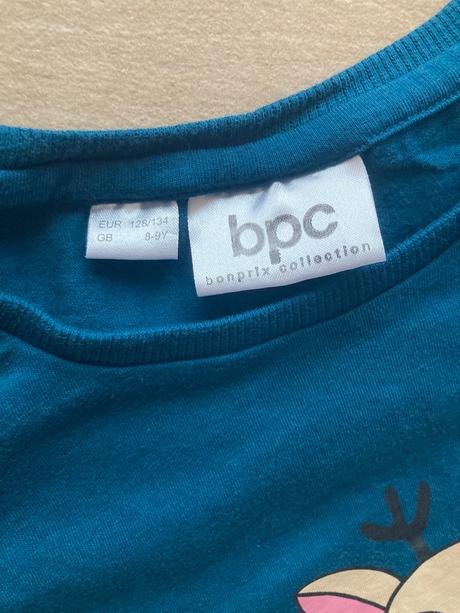 EUR 128/134
GB 8-9Y
bpc
bonprix collection